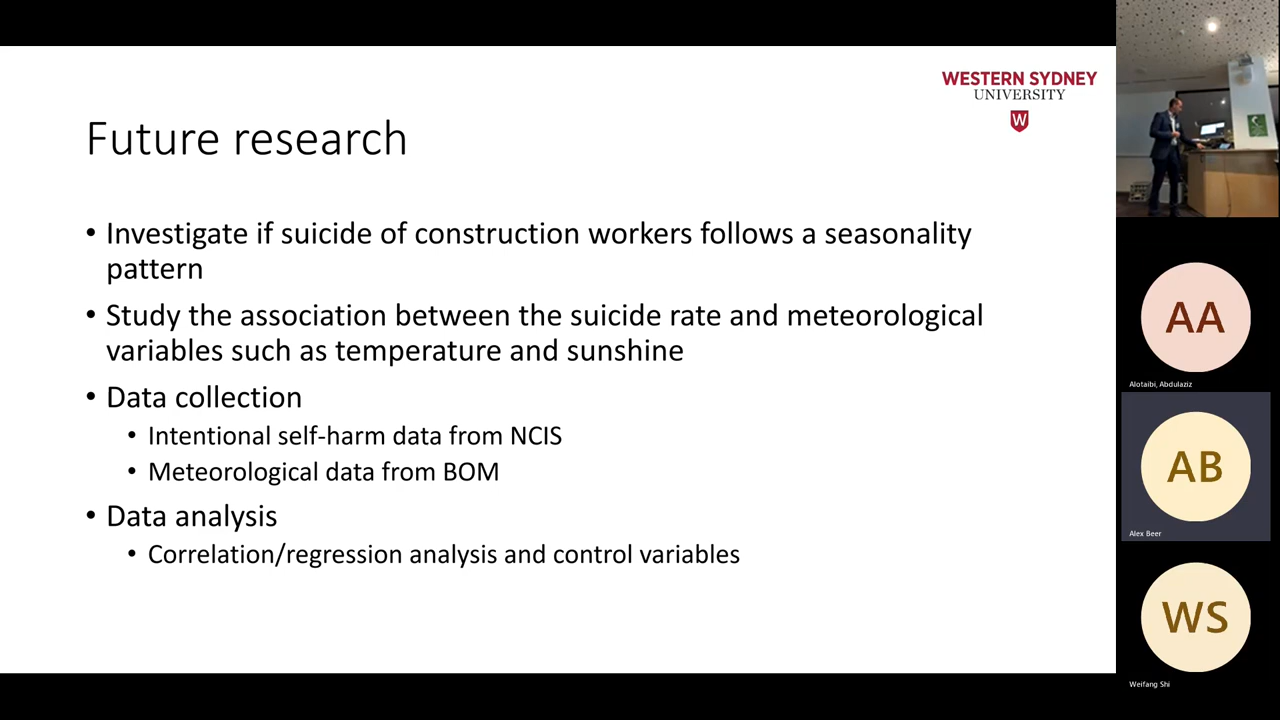 WESTERN SYDNEY
UNIVERSITY
W
Future research
• Investigate if suicide of construction workers follows a seasonality
pattern
• Study the association between the suicide rate and meteorological
variables such as temperature and sunshine
• Data collection
• Intentional self-harm data from NCIS
• Meteorological data from BOM
• Data analysis
• Correlation/regression analysis and control variables
AA
Alotaibi, Abdulaziz
AB
Alex Beer
WS
Weifang Shi